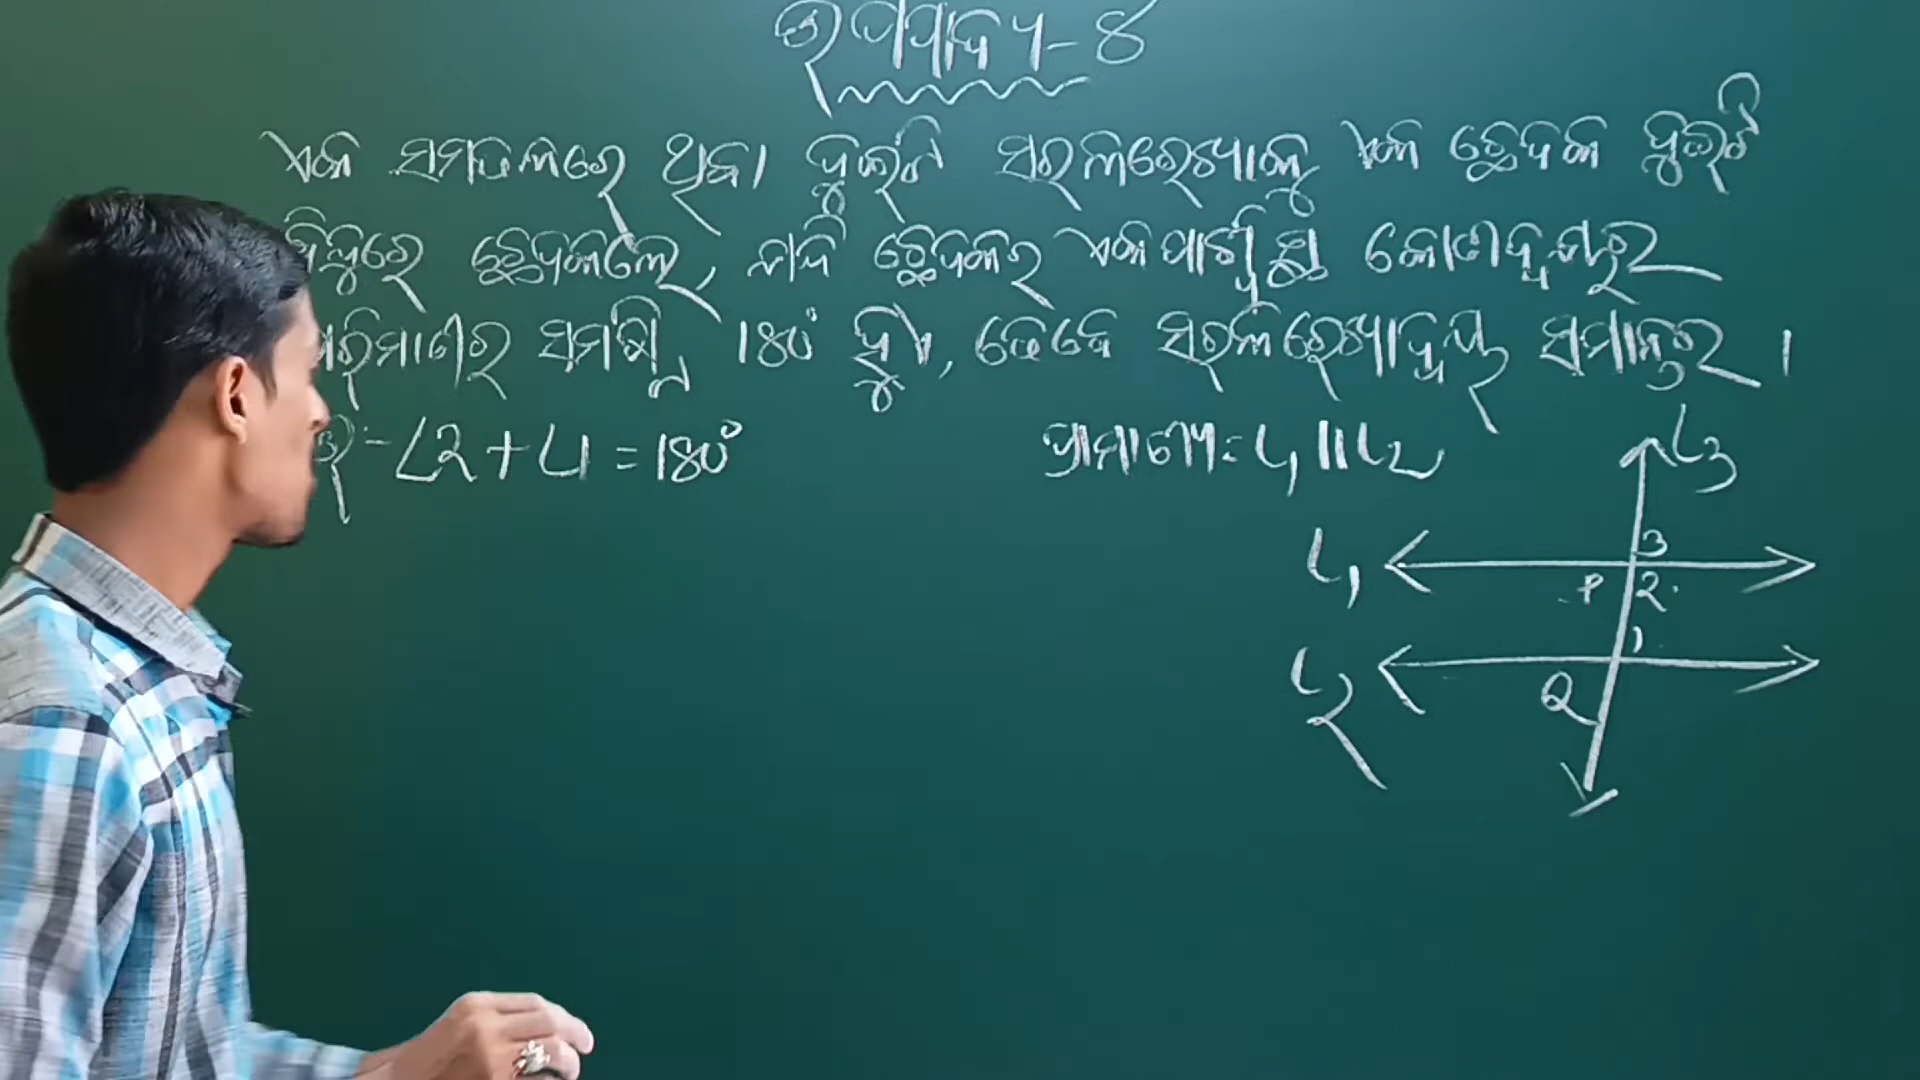 ଉପପାଦ୍ୟ - ୪
ଏକ ସମତଳରେ ଥିବା ଦୁଇଟି ସରଳରେଖାକୁ ଏକ ଛେଦକ ଦୁଇଟି
ବିନ୍ଦୁରେ ଛେଦକଲେ, ଯଦି ଛେଦକର ଏକପାର୍ଶ୍ୱସ୍ଥ କୋଣଦ୍ୱୟର
ପରିମାଣର ସମଷ୍ଟି 180° ହୁଏ, ତେବେ ସରଳରେଖାଦ୍ୱୟ ସମାନ୍ତର ।
∠2 + ∠1 = 180°
ପ୍ରାମାଣ୍ୟ: L1 || L2
L3
L1
3
P
2
1
L2
Q